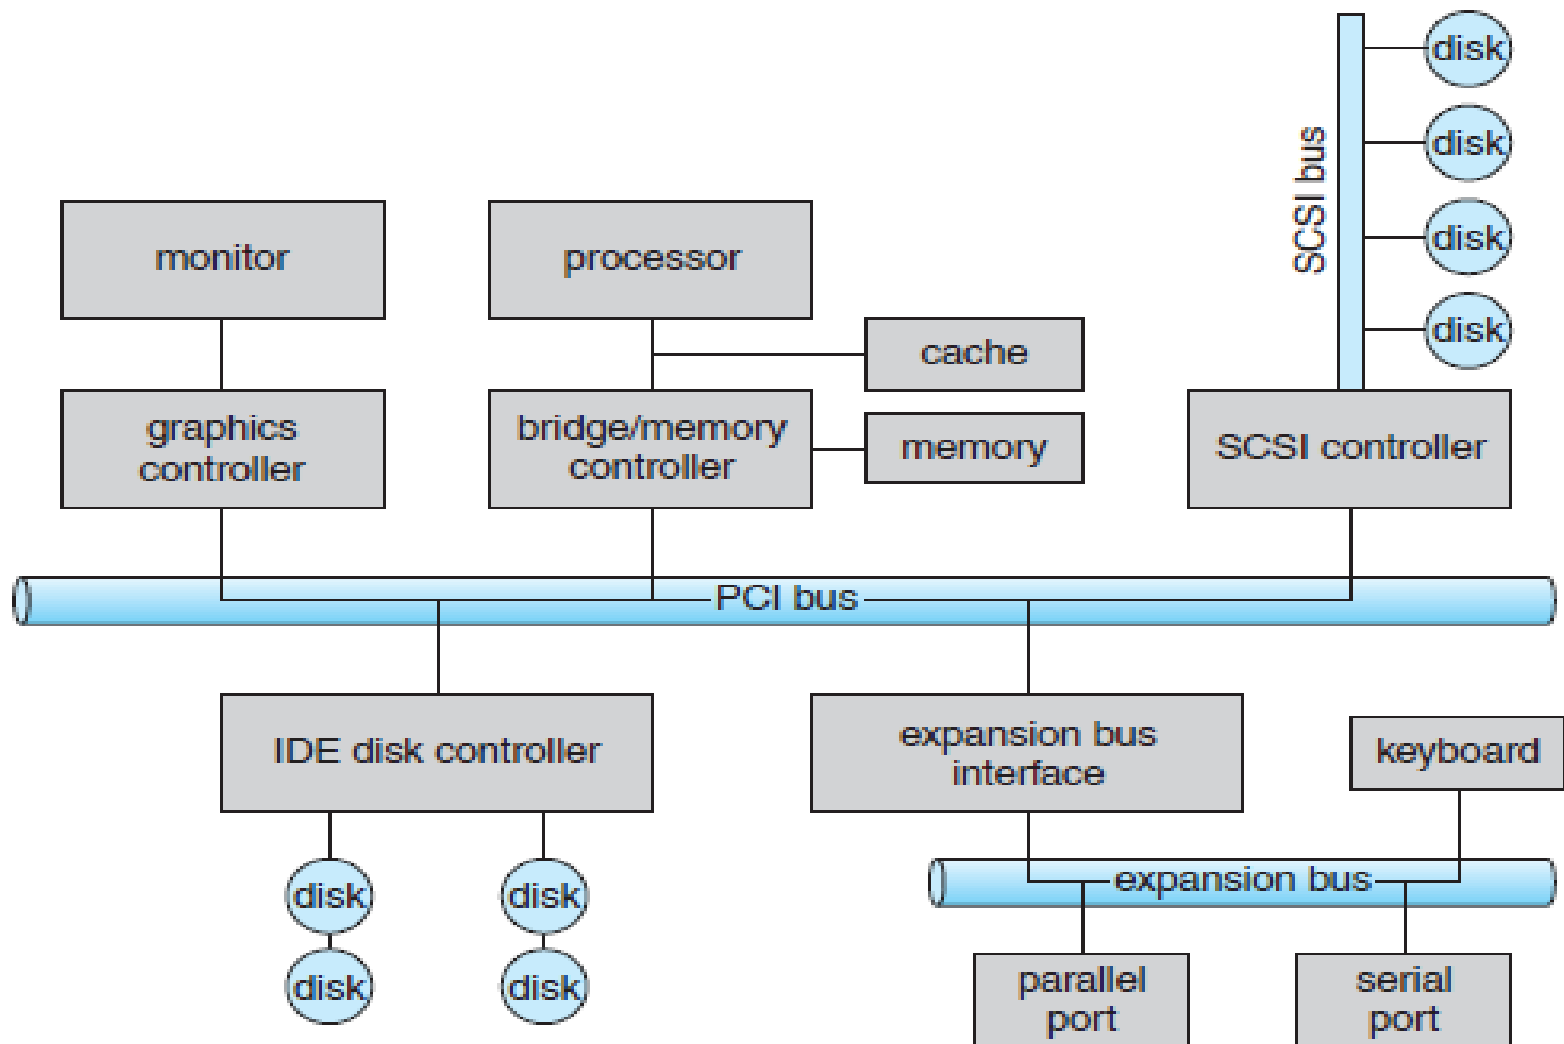 disk
disk
SCSI bus
disk
disk
monitor
processor
cache
graphics
controller
bridge/memory
controller
memory
SCSI controller
PCI bus
IDE disk controller
expansion bus
interface
keyboard
disk
disk
expansion bus
disk
disk
parallel
port
serial
port